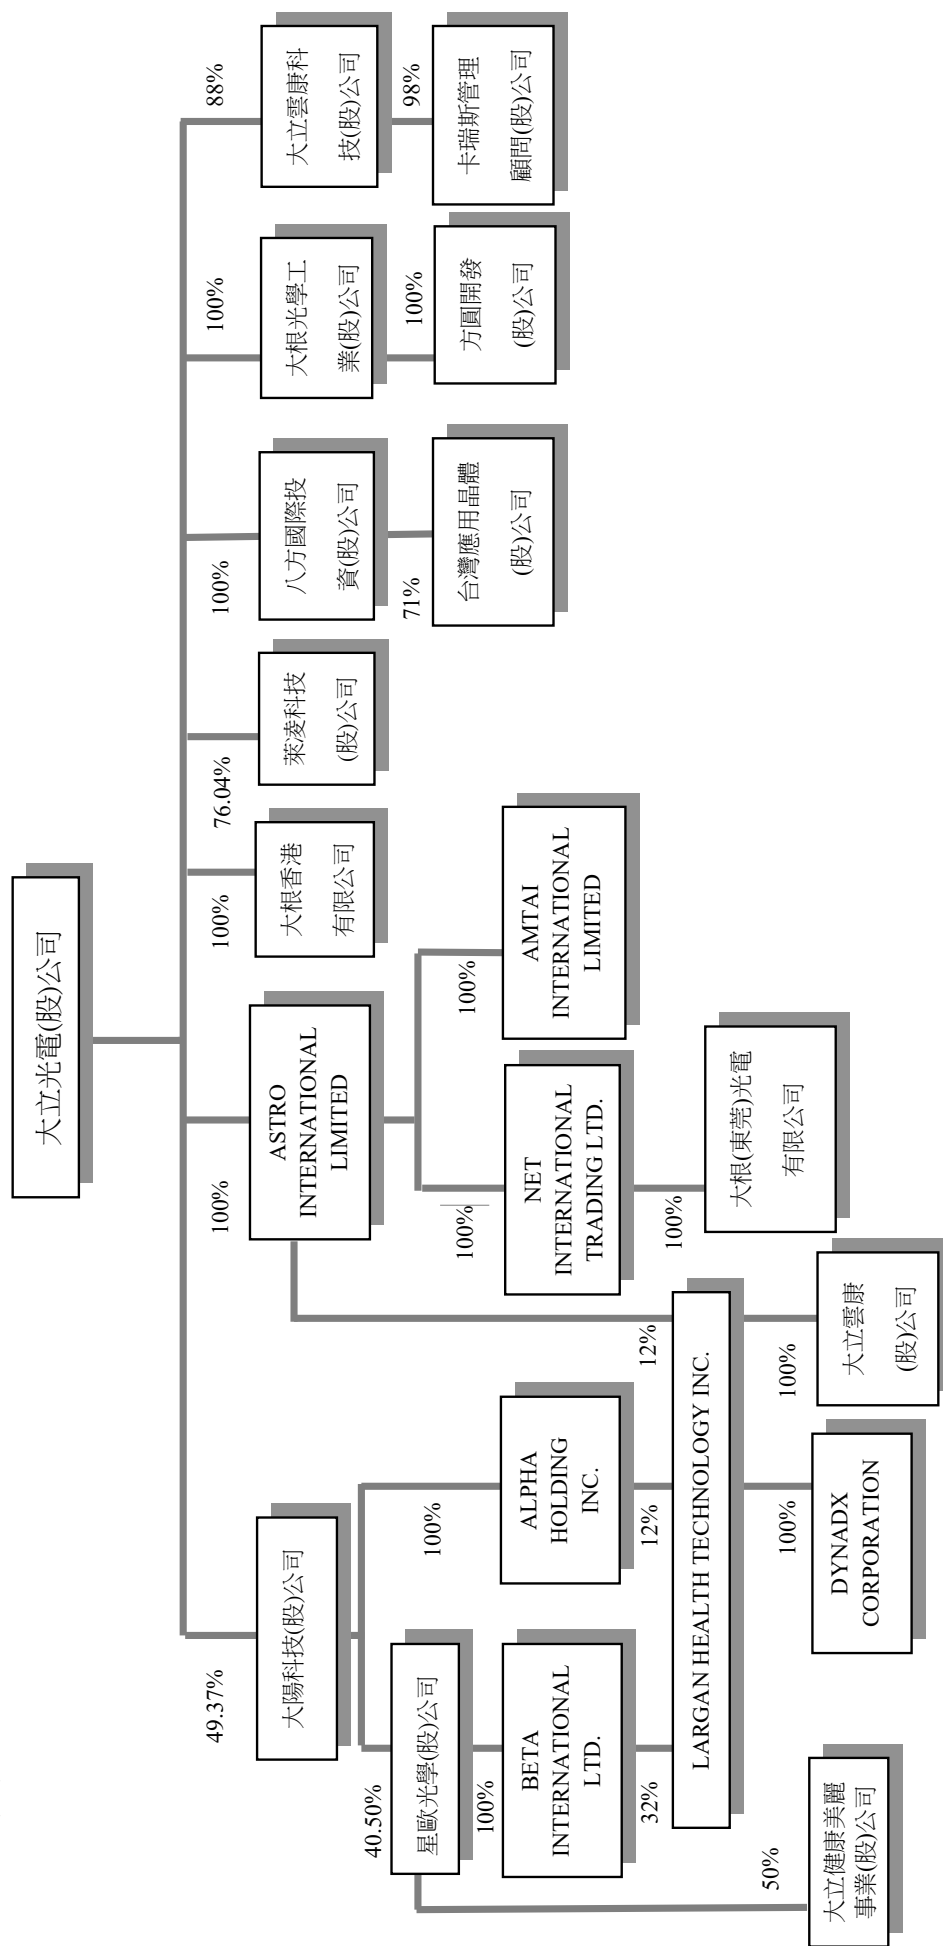 大立光電(股)公司
49.37%
大陽科技(股)公司
100%
ASTRO
INTERNATIONAL
LIMITED
100%
大根香港
有限公司
76.04%
萊凌科技
(股)公司
100%
八方國際投
資(股)公司
100%
大根光學工
業(股)公司
88%
大立雲康科
技(股)公司
40.50%
星歐光學(股)公司
100%
ALPHA
HOLDING
INC.
100%
NET
INTERNATIONAL
TRADING LTD.
100%
AMTAI
INTERNATIONAL
LIMITED
71%
台灣應用晶體
(股)公司
100%
方圓開發
(股)公司
98%
卡瑞斯管理
顧問(股)公司
100%
BETA
INTERNATIONAL
LTD.
32%
12%
12%
LARGAN HEALTH TECHNOLOGY INC.
100%
大根(東莞)光電
有限公司
50%
大立健康美麗
事業(股)公司
100%
DYNADX
CORPORATION
100%
大立雲康
(股)公司